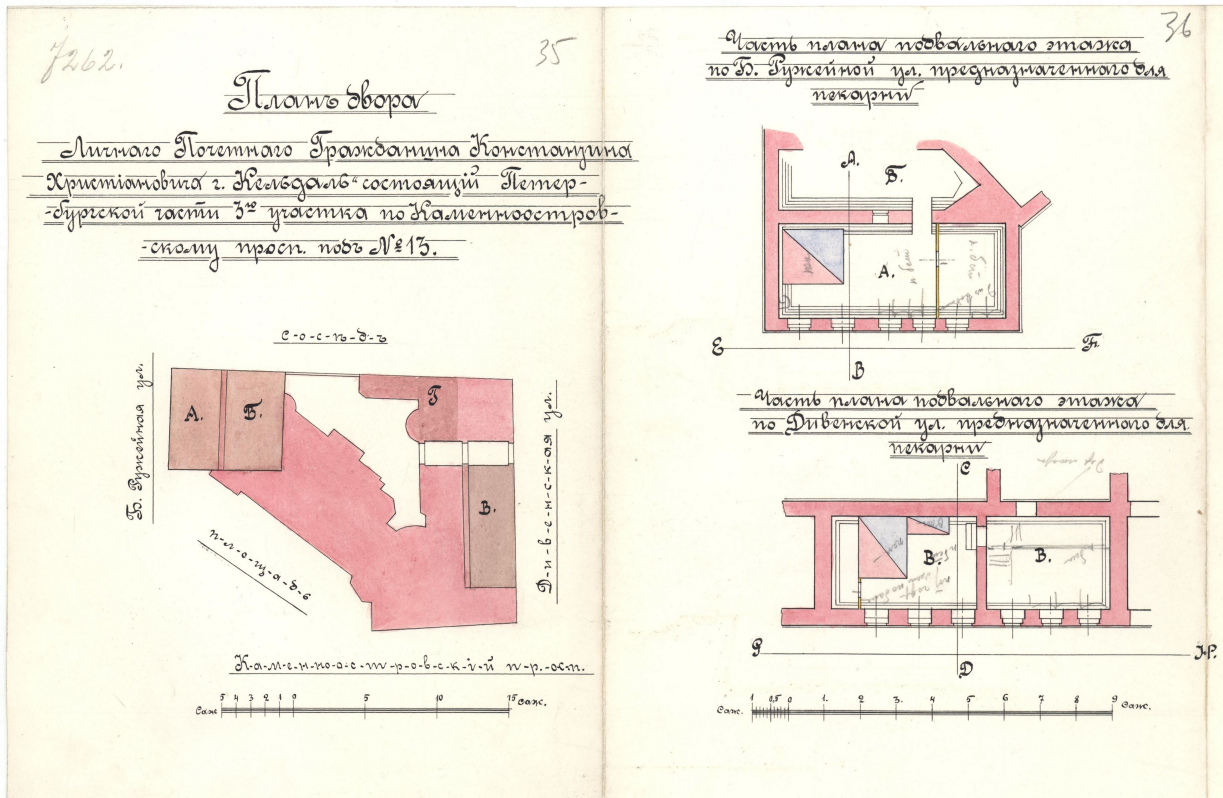 7262.
35
Планъ двора
Личнаго Почетнаго Гражданина Константина
Христіановича г. Кельдаль" состоящій Петер-
-бургской части 3го участка по Каменноостров-
-скому просп. подъ № 13.
С-о-с-ѣ-д-ъ
Б. Ружейная ул.
А.
Б.
Г
В.
Д-и-в-е-н-с-к-ая ул.
п-л-о-щ-а-д-ь
К-а-м-е-н-н-о-о-с-т-р-о-в-с-к-і-й п-р.-ост.
Саж. 5 4 3 2 1 0 5 10 15 саж.
36
Часть плана подвальнаго этажа
по Б. Ружейной ул. предназначеннаго для
пекарни
А.
Б.
А.
Е
F.
B
Часть плана подвальнаго этажа
по Дивенской ул. предназначеннаго для
пекарни
C
В.
В.
D
Саж. 1 0,5 0 1. 2 3. 4 5 6 7 8 9 саж.